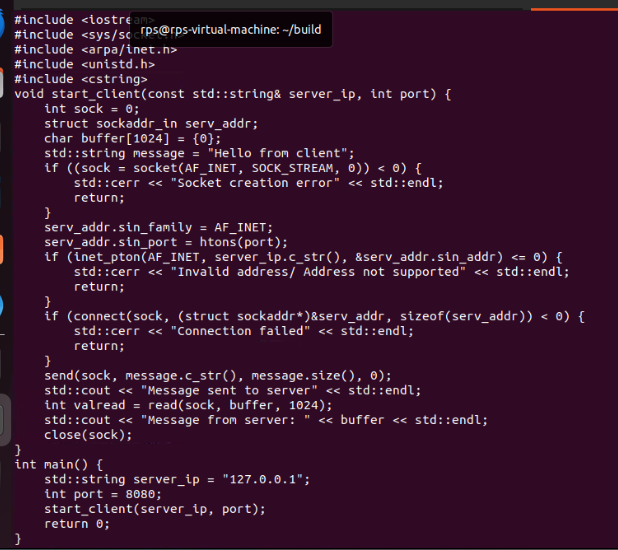 #include <iostream>
rps@rps-virtual-machine: ~/build
#include <sys/so
#include <arpa/inet.h>
#include <unistd.h>
#include <cstring>
void start_client(const std::string& server_ip, int port) {
    int sock = 0;
    struct sockaddr_in serv_addr;
    char buffer[1024] = {0};
    std::string message = "Hello from client";
    if ((sock = socket(AF_INET, SOCK_STREAM, 0)) < 0) {
        std::cerr << "Socket creation error" << std::endl;
        return;
    }
    serv_addr.sin_family = AF_INET;
    serv_addr.sin_port = htons(port);
    if (inet_pton(AF_INET, server_ip.c_str(), &serv_addr.sin_addr) <= 0) {
        std::cerr << "Invalid address/ Address not supported" << std::endl;
        return;
    }
    if (connect(sock, (struct sockaddr*)&serv_addr, sizeof(serv_addr)) < 0) {
        std::cerr << "Connection failed" << std::endl;
        return;
    }
    send(sock, message.c_str(), message.size(), 0);
    std::cout << "Message sent to server" << std::endl;
    int valread = read(sock, buffer, 1024);
    std::cout << "Message from server: " << buffer << std::endl;
    close(sock);
}
int main() {
    std::string server_ip = "127.0.0.1";
    int port = 8080;
    start_client(server_ip, port);
    return 0;
}